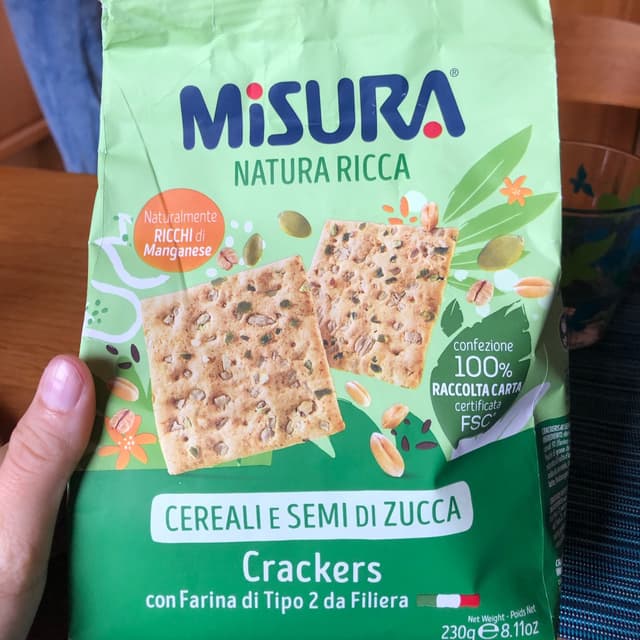 MiSURA®
NATURA RICCA
Naturalmente
RICCHI di
Manganese
confezione
100%
RACCOLTA CARTA
certificata
FSC
CEREALI E SEMI DI ZUCCA
Crackers
con Farina di Tipo 2 da Filiera
Net Weight - Poids Net
230g℮8.11oz